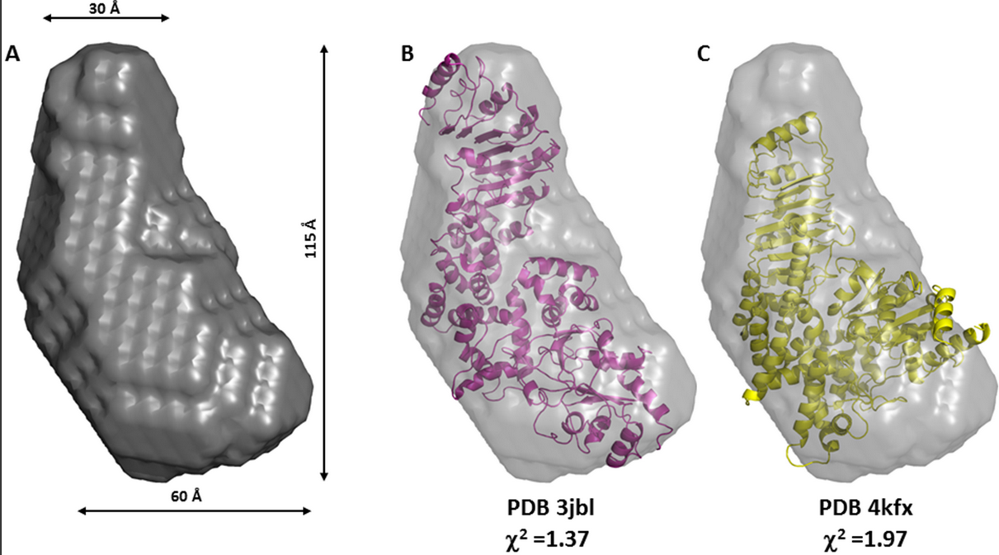 30 Å
A
B
C
115 Å
60 Å
PDB 3jbl
χ² =1.37
PDB 4kfx
χ² =1.97